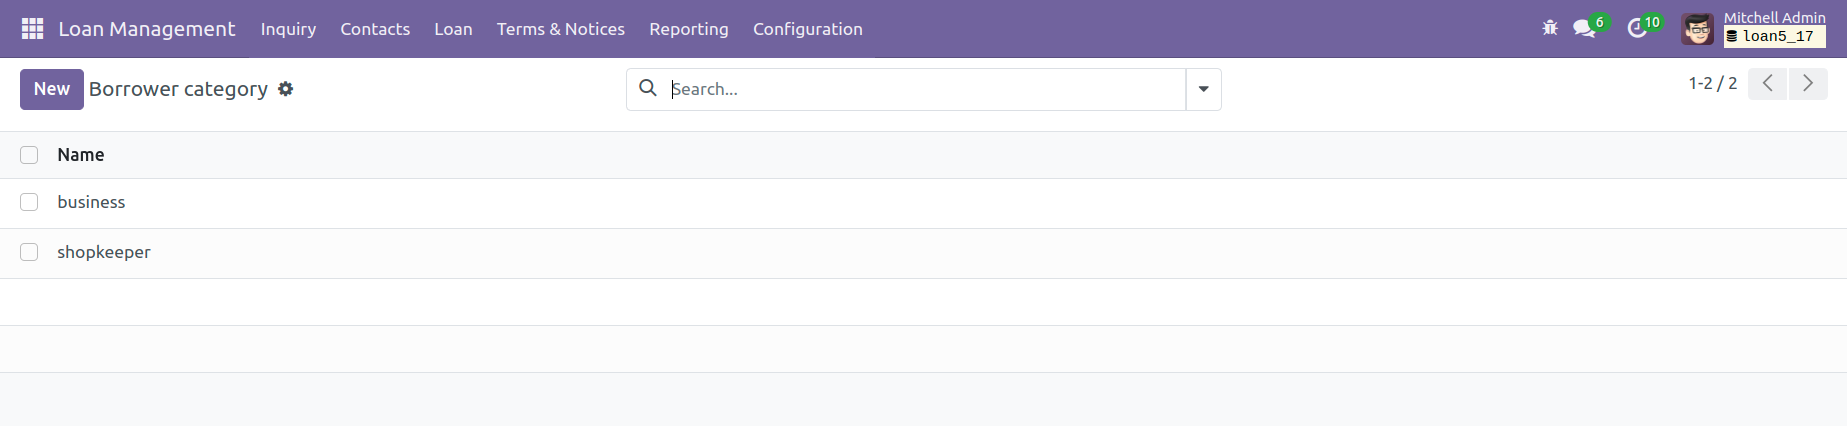 Loan Management Inquiry Contacts Loan Terms & Notices Reporting Configuration 6 10 Mitchell Admin
loan5_17
New Borrower category Search... 1-2 / 2
Name
business
shopkeeper